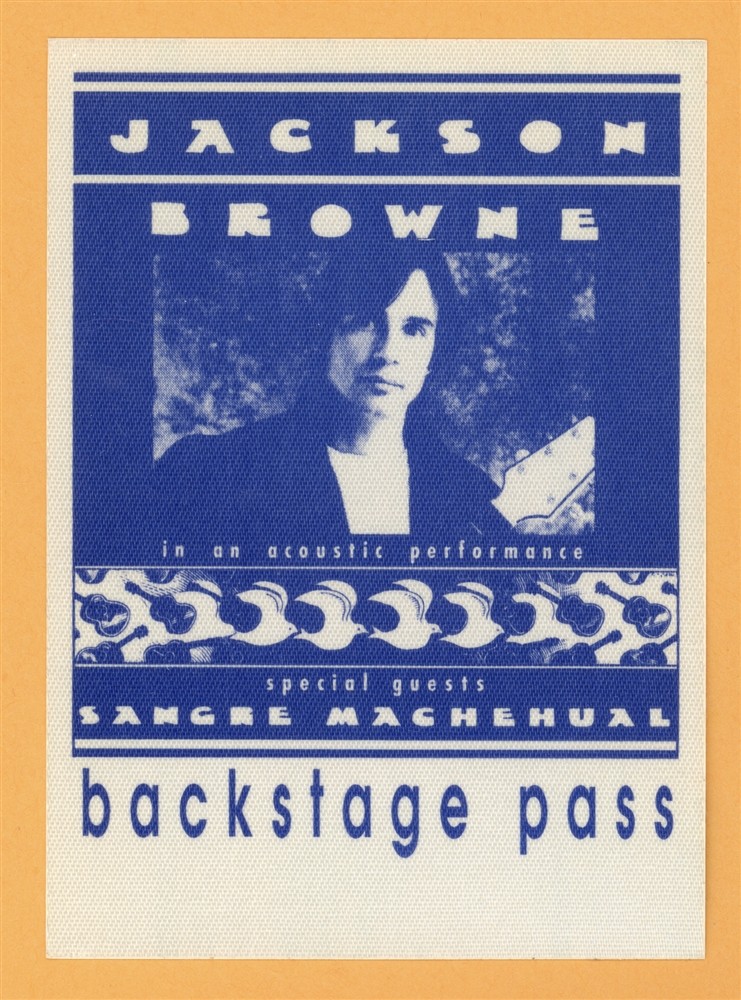 JACKSON
BROWNE
in an acoustic performance
special guests
SANGRE MACHEHUAL
backstage pass